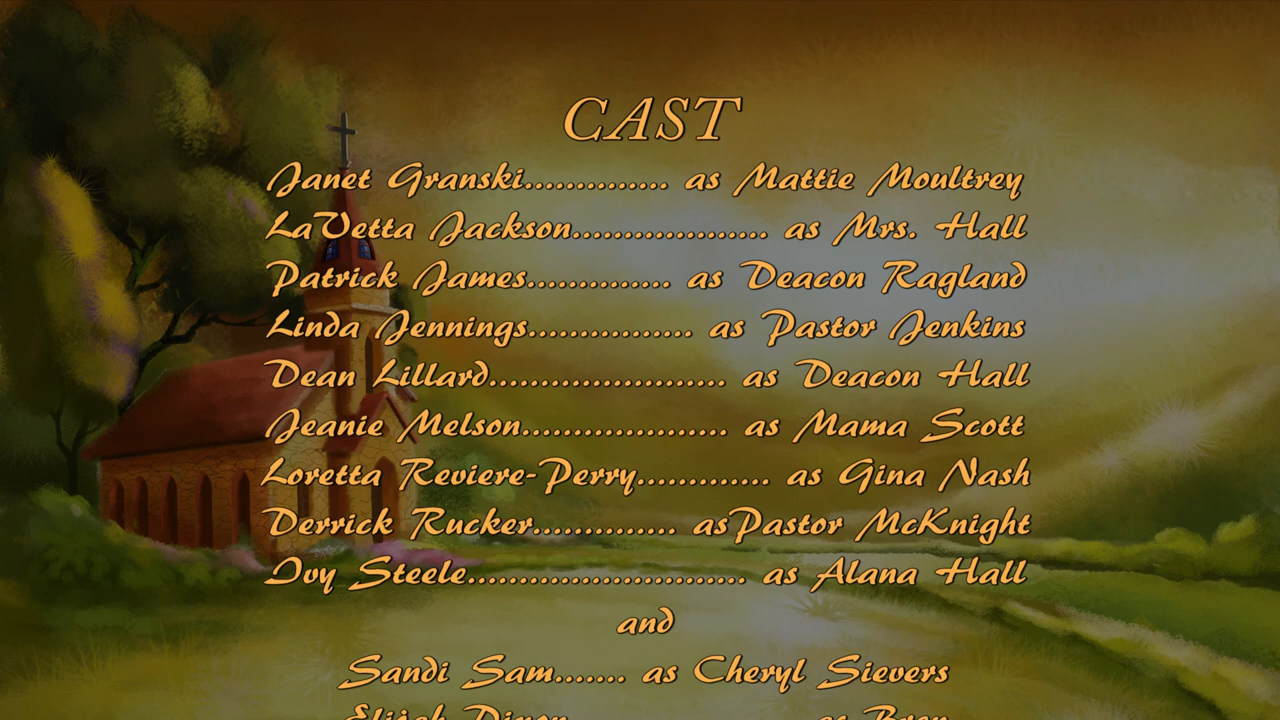 CAST
Janet Granski.............. as Mattie Moultrey
LaVetta Jackson................... as Mrs. Hall
Patrick James.............. as Deacon Ragland
Linda Jennings................ as Pastor Jenkins
Dean Lillard....................... as Deacon Hall
Jeanie Melson.................... as Mama Scott
Loretta Reviere-Perry............. as Gina Nash
Derrick Rucker.............. asPastor McKnight
Ivy Steele........................... as Alana Hall
and
Sandi Sam....... as Cheryl Sievers
as